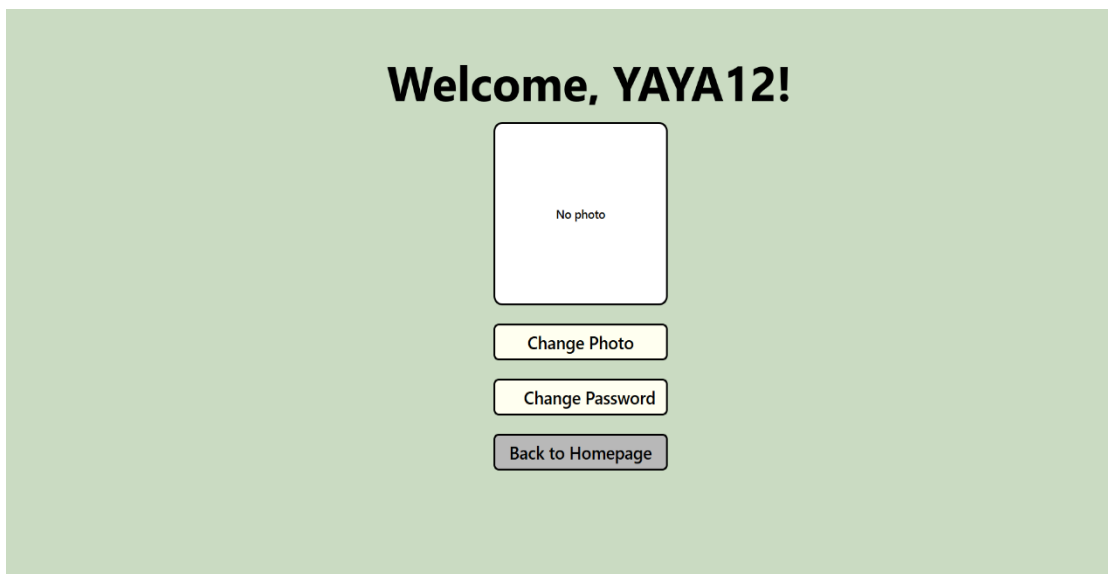 Welcome, YAYA12!
No photo
Change Photo
Change Password
Back to Homepage